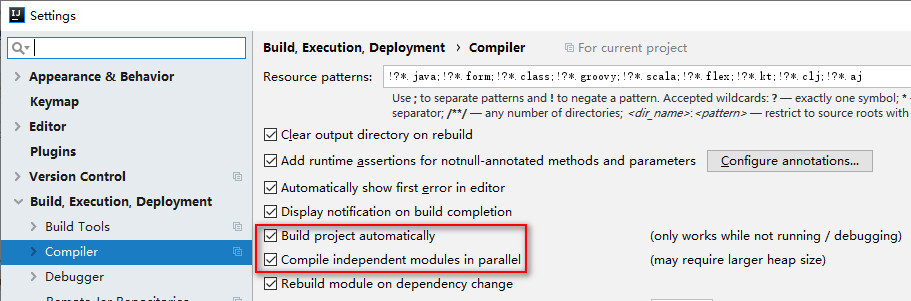 IJ
Settings
Appearance & Behavior
Keymap
Editor
Plugins
Version Control
Build, Execution, Deployment
Build Tools
Compiler
Debugger
Remote Jar Repositories
Build, Execution, Deployment › Compiler For current project
Resource patterns: !?*.java;!?*.form;!?*.class;!?*.groovy;!?*.scala;!?*.flex;!?*.kt;!?*.clj;!?*.aj
Use ; to separate patterns and ! to negate a pattern. Accepted wildcards: ? — exactly one symbol; *
separator; /**/ — any number of directories; <dir_name>:<pattern> — restrict to source roots with
Clear output directory on rebuild
Add runtime assertions for notnull-annotated methods and parameters Configure annotations...
Automatically show first error in editor
Display notification on build completion
Build project automatically (only works while not running / debugging)
Compile independent modules in parallel (may require larger heap size)
Rebuild module on dependency change